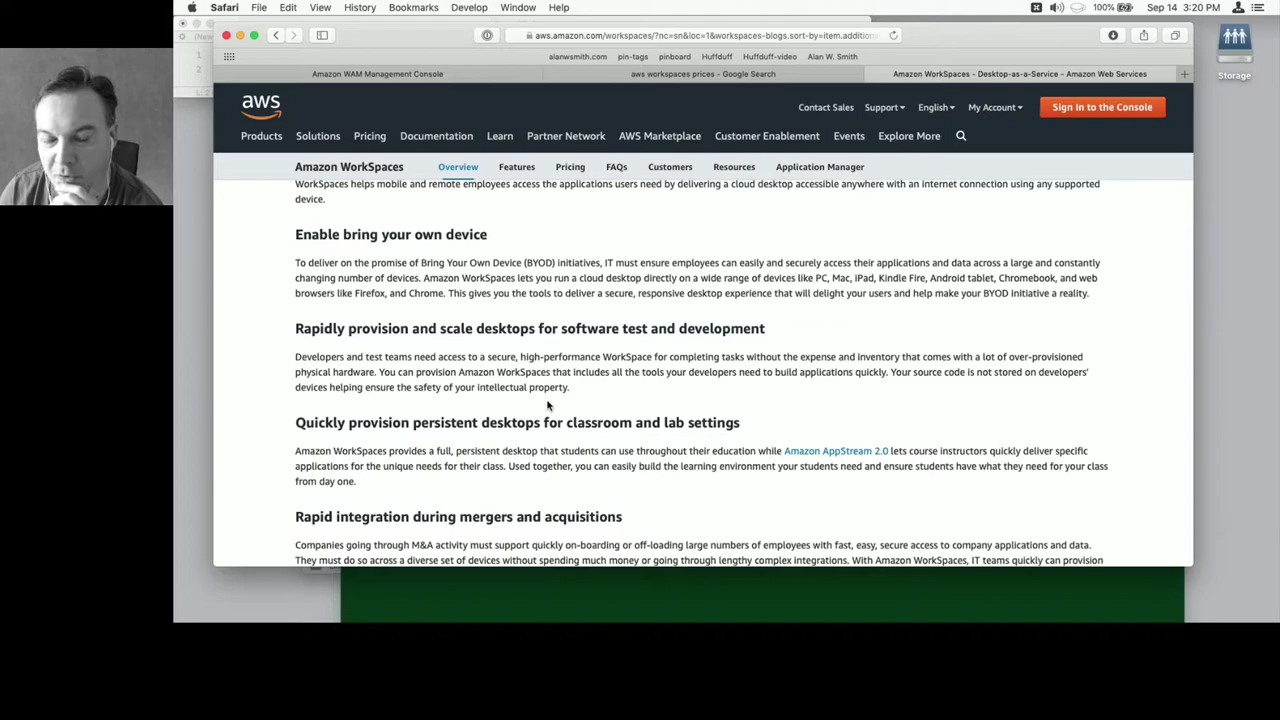 Safari File Edit View History Bookmarks Develop Window Help 100% Sep 14 3:20 PM
aws.amazon.com/workspaces/?nc=sn&loc=1&workspaces-blogs.sort-by=item.addition
alanwsmith.com pin-tags pinboard Huffduff Huffduff-video Alan W. Smith
Amazon WAM Management Console aws workspaces prices - Google Search Amazon WorkSpaces - Desktop-as-a-Service - Amazon Web Services
Storage
aws
Contact Sales Support English My Account Sign In to the Console
Products Solutions Pricing Documentation Learn Partner Network AWS Marketplace Customer Enablement Events Explore More
Amazon WorkSpaces Overview Features Pricing FAQs Customers Resources Application Manager
WorkSpaces helps mobile and remote employees access the applications users need by delivering a cloud desktop accessible anywhere with an internet connection using any supported
device.
Enable bring your own device
To deliver on the promise of Bring Your Own Device (BYOD) initiatives, IT must ensure employees can easily and securely access their applications and data across a large and constantly
changing number of devices. Amazon WorkSpaces lets you run a cloud desktop directly on a wide range of devices like PC, Mac, iPad, Kindle Fire, Android tablet, Chromebook, and web
browsers like Firefox, and Chrome. This gives you the tools to deliver a secure, responsive desktop experience that will delight your users and help make your BYOD initiative a reality.
Rapidly provision and scale desktops for software test and development
Developers and test teams need access to a secure, high-performance WorkSpace for completing tasks without the expense and inventory that comes with a lot of over-provisioned
physical hardware. You can provision Amazon WorkSpaces that includes all the tools your developers need to build applications quickly. Your source code is not stored on developers'
devices helping ensure the safety of your intellectual property.
Quickly provision persistent desktops for classroom and lab settings
Amazon WorkSpaces provides a full, persistent desktop that students can use throughout their education while Amazon AppStream 2.0 lets course instructors quickly deliver specific
applications for the unique needs for their class. Used together, you can easily build the learning environment your students need and ensure students have what they need for your class
from day one.
Rapid integration during mergers and acquisitions
Companies going through M&A activity must support quickly on-boarding or off-loading large numbers of employees with fast, easy, secure access to company applications and data.
They must do so across a diverse set of devices without spending much money or going through lengthy complex integrations. With Amazon WorkSpaces, IT teams quickly can provision